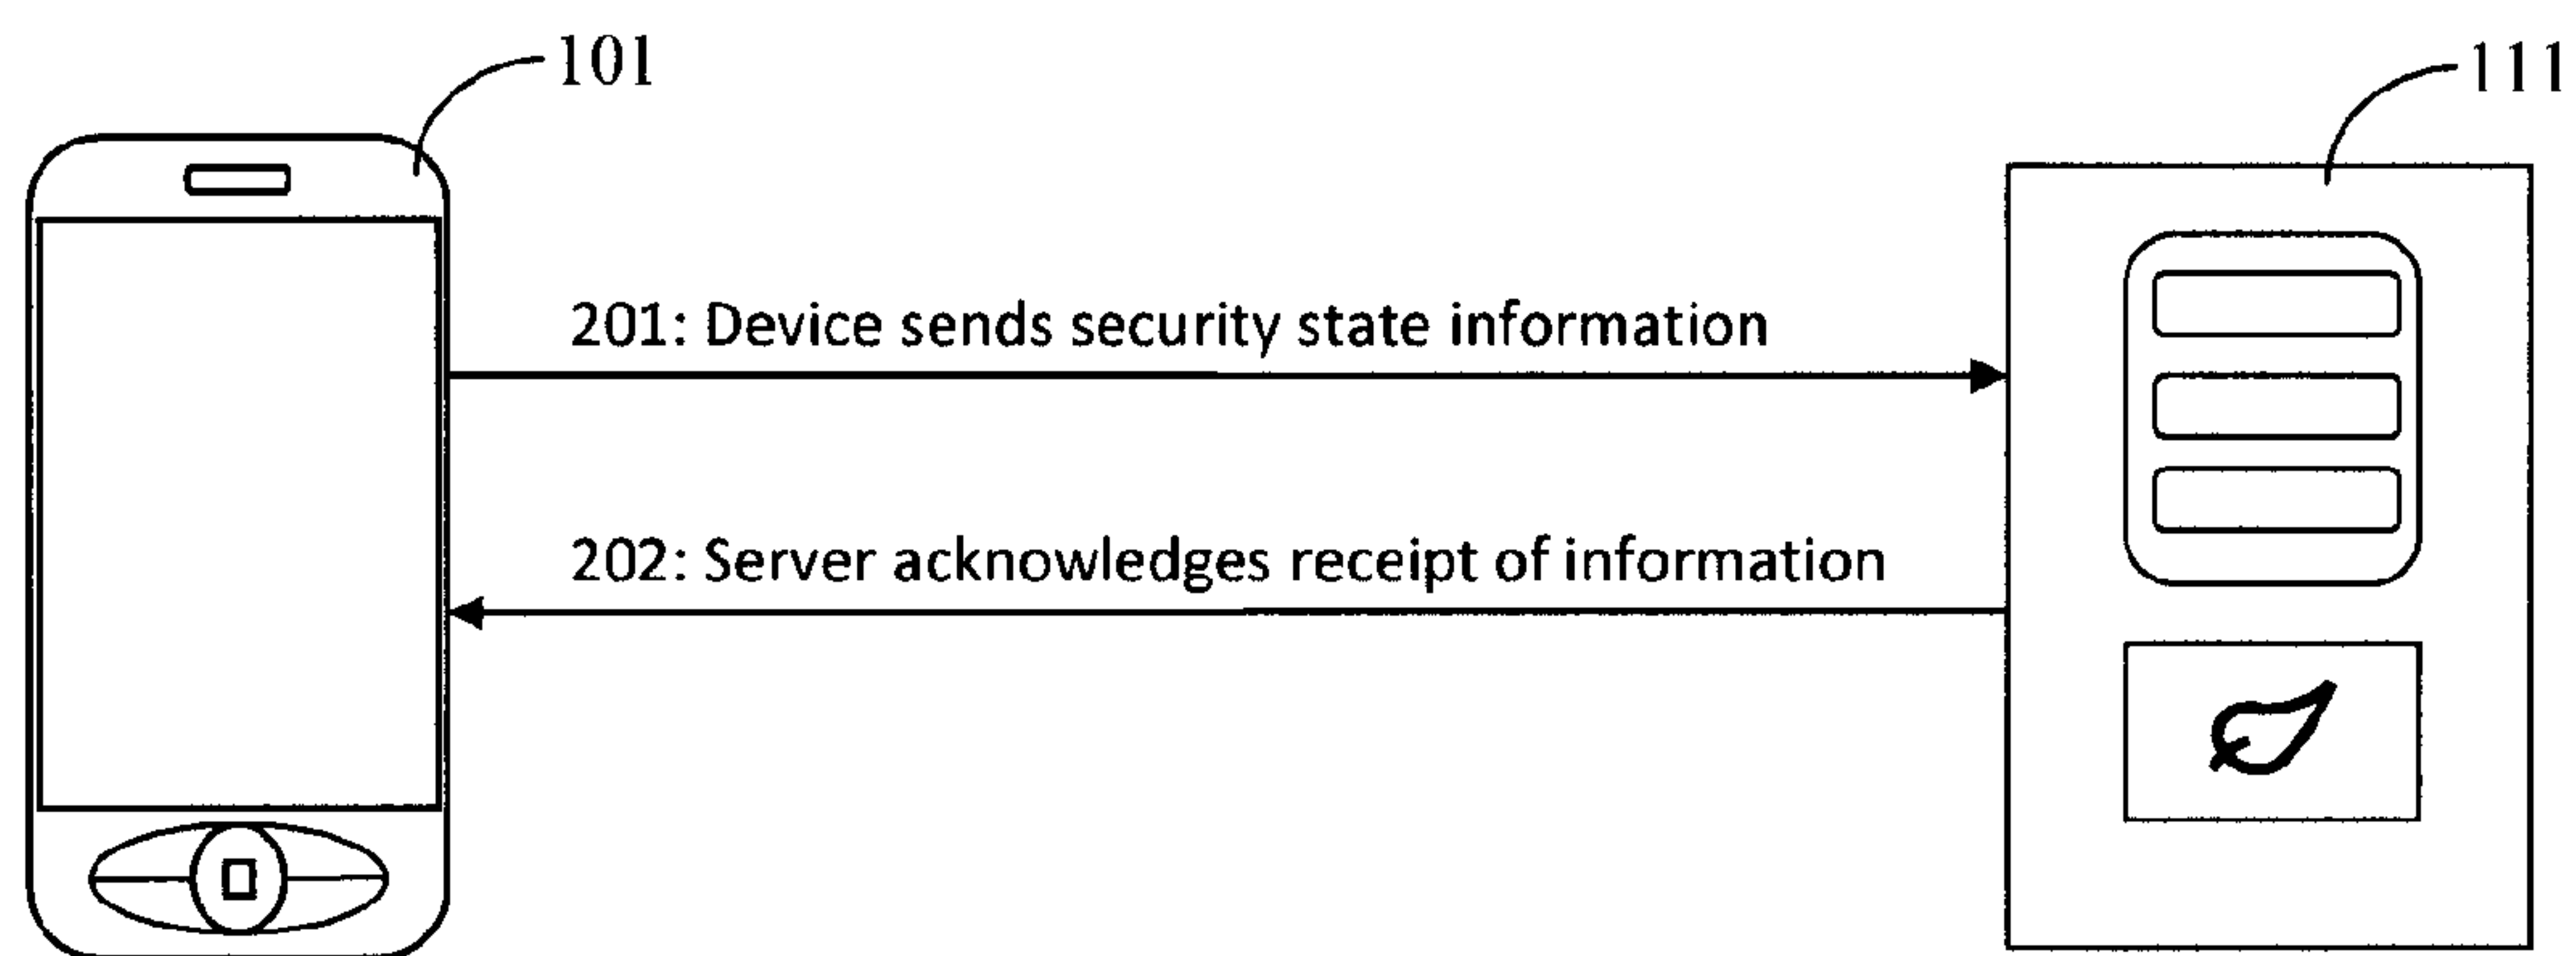 101
111
201: Device sends security state information
202: Server acknowledges receipt of information